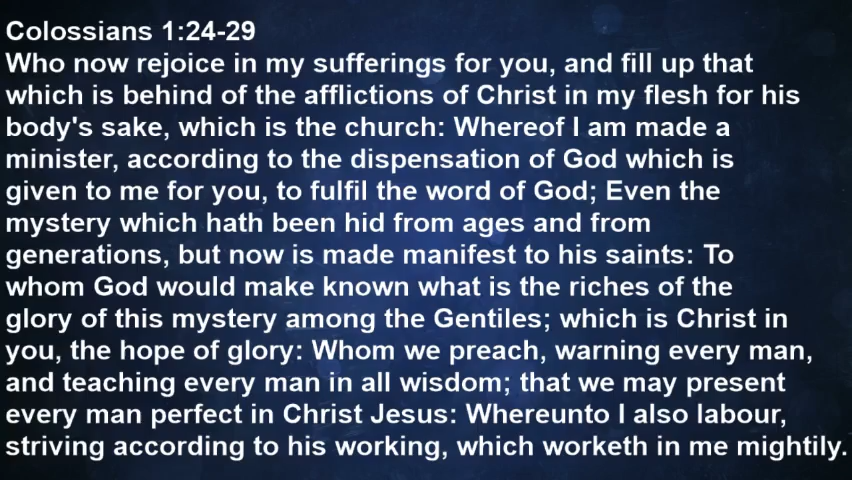 Colossians 1:24-29
Who now rejoice in my sufferings for you, and fill up that
which is behind of the afflictions of Christ in my flesh for his
body's sake, which is the church: Whereof I am made a
minister, according to the dispensation of God which is
given to me for you, to fulfil the word of God; Even the
mystery which hath been hid from ages and from
generations, but now is made manifest to his saints: To
whom God would make known what is the riches of the
glory of this mystery among the Gentiles; which is Christ in
you, the hope of glory: Whom we preach, warning every man,
and teaching every man in all wisdom; that we may present
every man perfect in Christ Jesus: Whereunto I also labour,
striving according to his working, which worketh in me mightily.